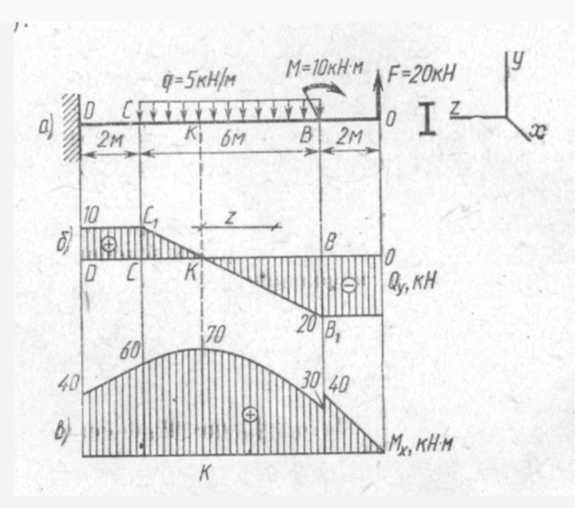 M=10кН·м
q=5кН/м
F=20кН
y
D C K B O
z
x
а)
2м 6м 2м
10 C₁ z
б) + B O
D C K − Qy, кН
20 B₁
70
60
40 30 40
в) + Mx, кН·м
K